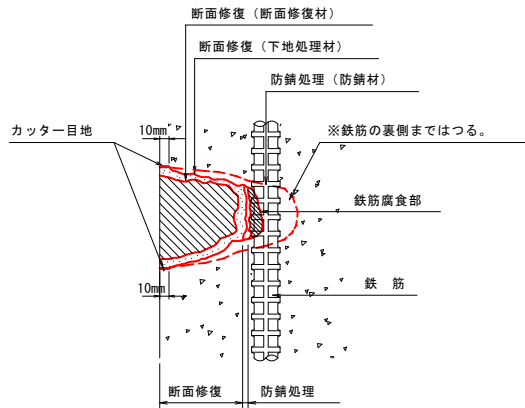 断面修復（断面修復材）
断面修復（下地処理材）
防錆処理（防錆材）
カッター目地
10mm
※鉄筋の裏側まではつる。
鉄筋腐食部
10mm
鉄 筋
断面修復
防錆処理